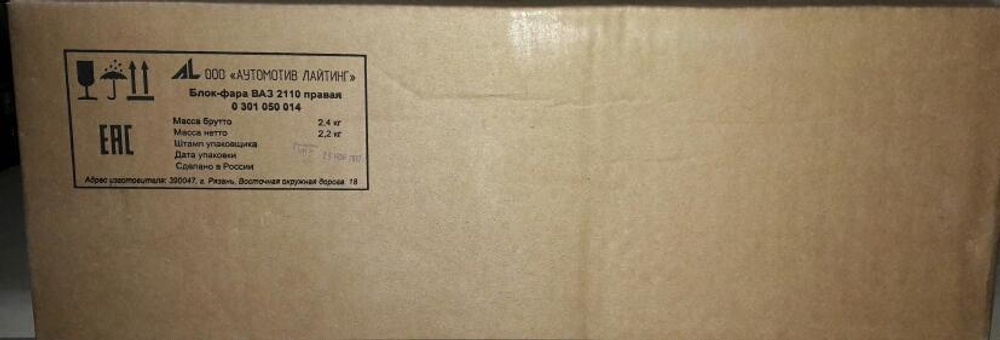 AL ООО «АУТОМОТИВ ЛАЙТИНГ»
Блок-фара ВАЗ 2110 правая
0 301 050 014
Масса брутто 2,4 кг
Масса нетто 2,2 кг
Штамп упаковщика
Дата упаковки
Сделано в России
ЕАС
Адрес изготовителя: 390047, г. Рязань, Восточная окружная дорога, 18